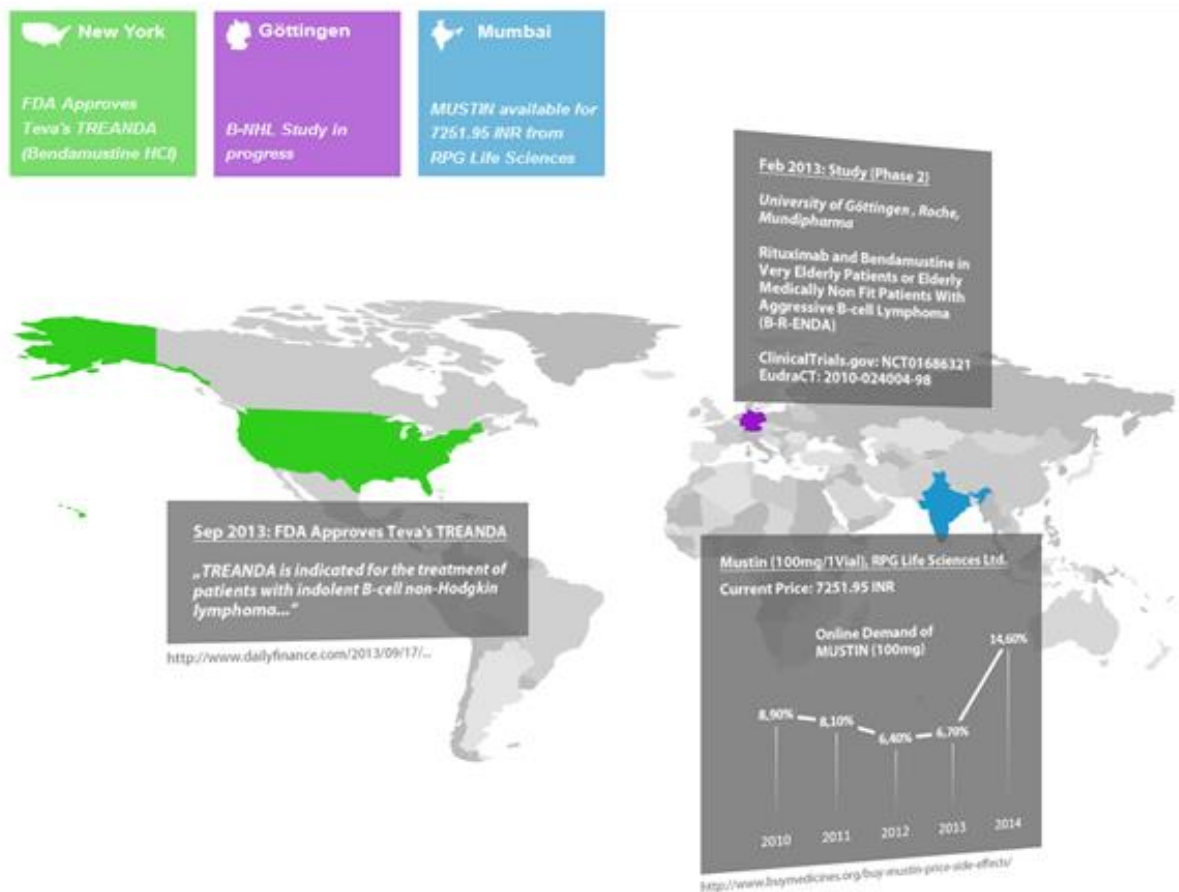 New York
FDA Approves
Teva's TREANDA
(Bendamustine HCl)
Göttingen
B-NHL Study in
progress
Mumbai
MUSTIN available for
7251.95 INR from
RPG Life Sciences
Feb 2013: Study (Phase 2)
University of Göttingen , Roche,
Mundipharma
Rituximab and Bendamustine in
Very Elderly Patients or Elderly
Medically Non Fit Patients With
Aggressive B-cell Lymphoma
(B-R-ENDA)
ClinicalTrials.gov: NCT01686321
EudraCT: 2010-024004-98
Sep 2013: FDA Approves Teva's TREANDA
„TREANDA is indicated for the treatment of
patients with indolent B-cell non-Hodgkin
lymphoma...“
http://www.dailyfinance.com/2013/09/17/...
Mustin (100mg/1Vial), RPG Life Sciences Ltd.
Current Price: 7251.95 INR
Online Demand of
MUSTIN (100mg)
14,60%
8,90%
8,10%
6,40%
6,70%
2010
2011
2012
2013
2014
http://www.buymedicines.org/buy-mustin-price-side-effects/